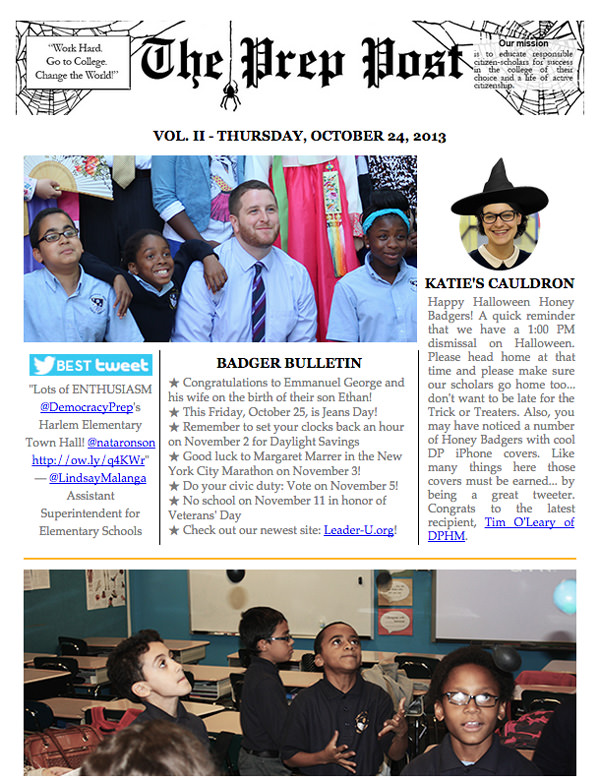 "Work Hard.
Go to College.
Change the World!"
The Prep Post
Our mission
is to educate responsible
citizen-scholars for success
in the college of their
choice and a life of active
citizenship.
VOL. II - THURSDAY, OCTOBER 24, 2013
KATIE'S CAULDRON
Happy Halloween Honey
Badgers! A quick reminder
that we have a 1:00 PM
dismissal on Halloween.
Please head home at that
time and please make sure
our scholars go home too...
don't want to be late for the
Trick or Treaters. Also, you
may have noticed a number
of Honey Badgers with cool
DP iPhone covers. Like
many things here those
covers must be earned... by
being a great tweeter.
Congrats to the latest
recipient, Tim O'Leary of
DPHM.
BEST tweet
"Lots of ENTHUSIASM
@DemocracyPrep's
Harlem Elementary
Town Hall! @nataronson
http://ow.ly/q4KWr"
— @LindsayMalanga
Assistant
Superintendent for
Elementary Schools
BADGER BULLETIN
★ Congratulations to Emmanuel George and
his wife on the birth of their son Ethan!
★ This Friday, October 25, is Jeans Day!
★ Remember to set your clocks back an hour
on November 2 for Daylight Savings
★ Good luck to Margaret Marrer in the New
York City Marathon on November 3!
★ Do your civic duty: Vote on November 5!
★ No school on November 11 in honor of
Veterans' Day
★ Check out our newest site: Leader-U.org!